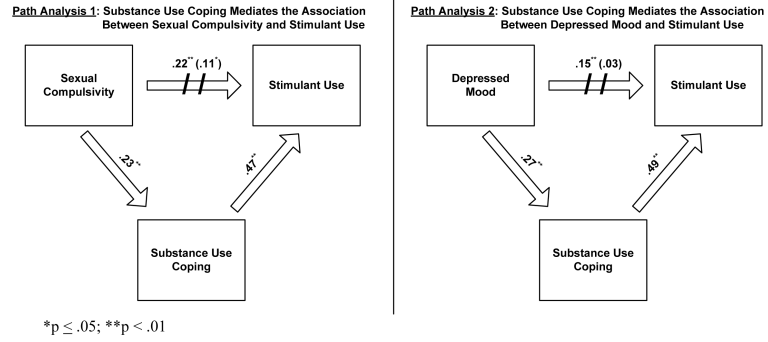 Path Analysis 1: Substance Use Coping Mediates the Association
Between Sexual Compulsivity and Stimulant Use
.22** (.11*)
Sexual
Compulsivity
Stimulant Use
.23**
.47**
Substance Use
Coping
Path Analysis 2: Substance Use Coping Mediates the Association
Between Depressed Mood and Stimulant Use
.15** (.03)
Depressed
Mood
Stimulant Use
.27**
.49**
Substance Use
Coping
*p ≤ .05; **p < .01